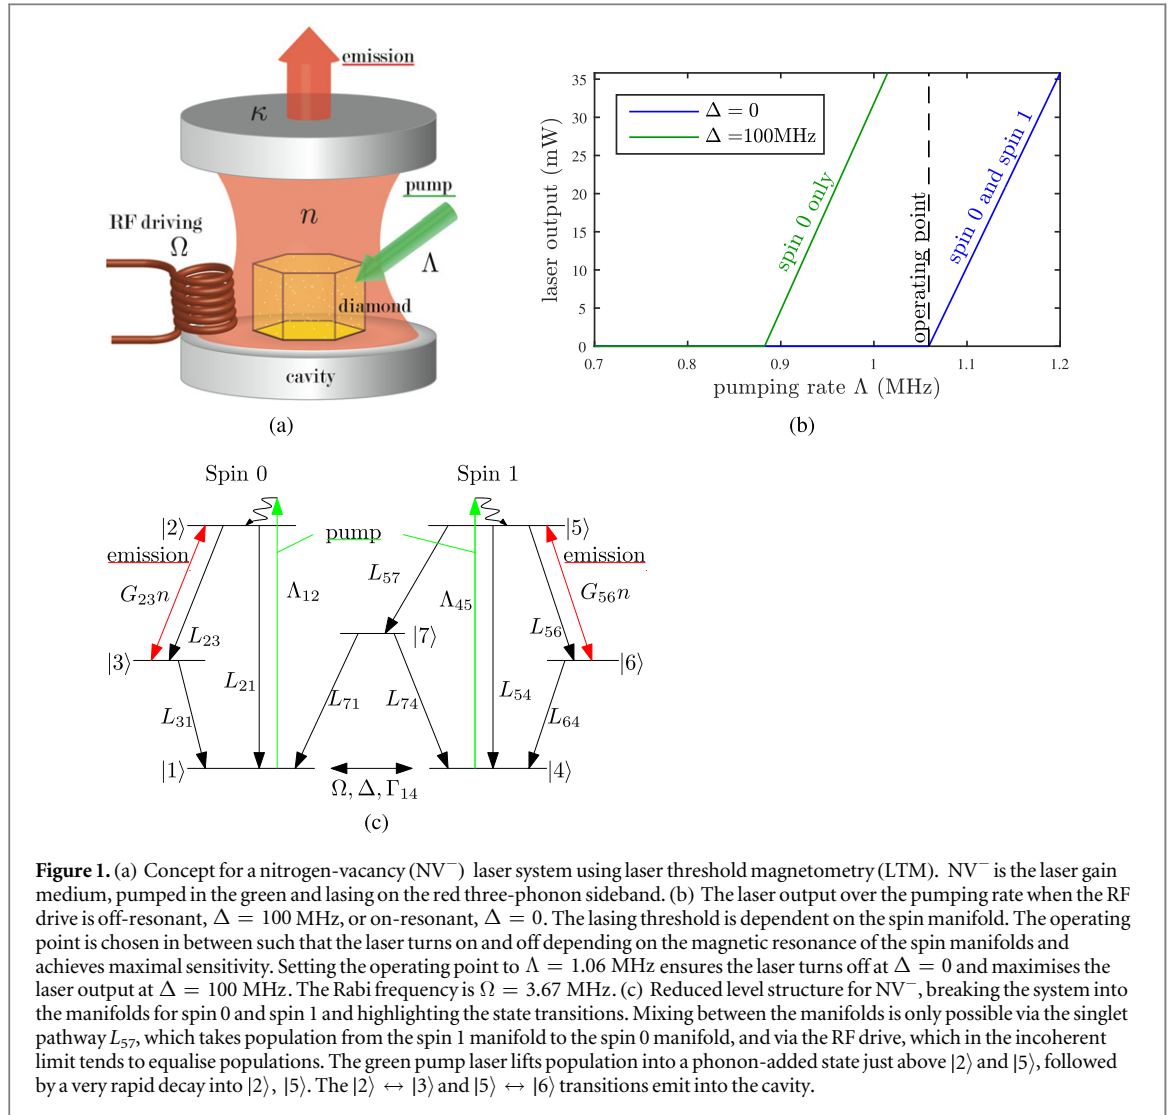 emission
κ
pump
n
RF driving
Ω
Λ
diamond
cavity
(a)
laser output (mW)
35
30
25
20
15
10
5
0
Δ = 0
Δ =100MHz
spin 0 only
operating point
spin 0 and spin 1
0.7 0.8 0.9 1 1.1 1.2
pumping rate Λ (MHz)
(b)
Spin 0 Spin 1
|2⟩ |5⟩
pump
emission emission
L₅₇
G₂₃n Λ₁₂ Λ₄₅ G₅₆n
L₂₃ |7⟩ L₅₆
|3⟩ |6⟩
L₂₁ L₇₁ L₇₄ L₅₄
L₃₁ L₆₄
|1⟩ |4⟩
Ω, Δ, Γ₁₄
(c)
Figure 1. (a) Concept for a nitrogen-vacancy (NV⁻) laser system using laser threshold magnetometry (LTM). NV⁻ is the laser gain
medium, pumped in the green and lasing on the red three-phonon sideband. (b) The laser output over the pumping rate when the RF
drive is off-resonant, Δ = 100 MHz, or on-resonant, Δ = 0. The lasing threshold is dependent on the spin manifold. The operating
point is chosen in between such that the laser turns on and off depending on the magnetic resonance of the spin manifolds and
achieves maximal sensitivity. Setting the operating point to Λ = 1.06 MHz ensures the laser turns off at Δ = 0 and maximises the
laser output at Δ = 100 MHz. The Rabi frequency is Ω = 3.67 MHz. (c) Reduced level structure for NV⁻, breaking the system into
the manifolds for spin 0 and spin 1 and highlighting the state transitions. Mixing between the manifolds is only possible via the singlet
pathway L₅₇, which takes population from the spin 1 manifold to the spin 0 manifold, and via the RF drive, which in the incoherent
limit tends to equalise populations. The green pump laser lifts population into a phonon-added state just above |2⟩ and |5⟩, followed
by a very rapid decay into |2⟩, |5⟩. The |2⟩ ↔ |3⟩ and |5⟩ ↔ |6⟩ transitions emit into the cavity.